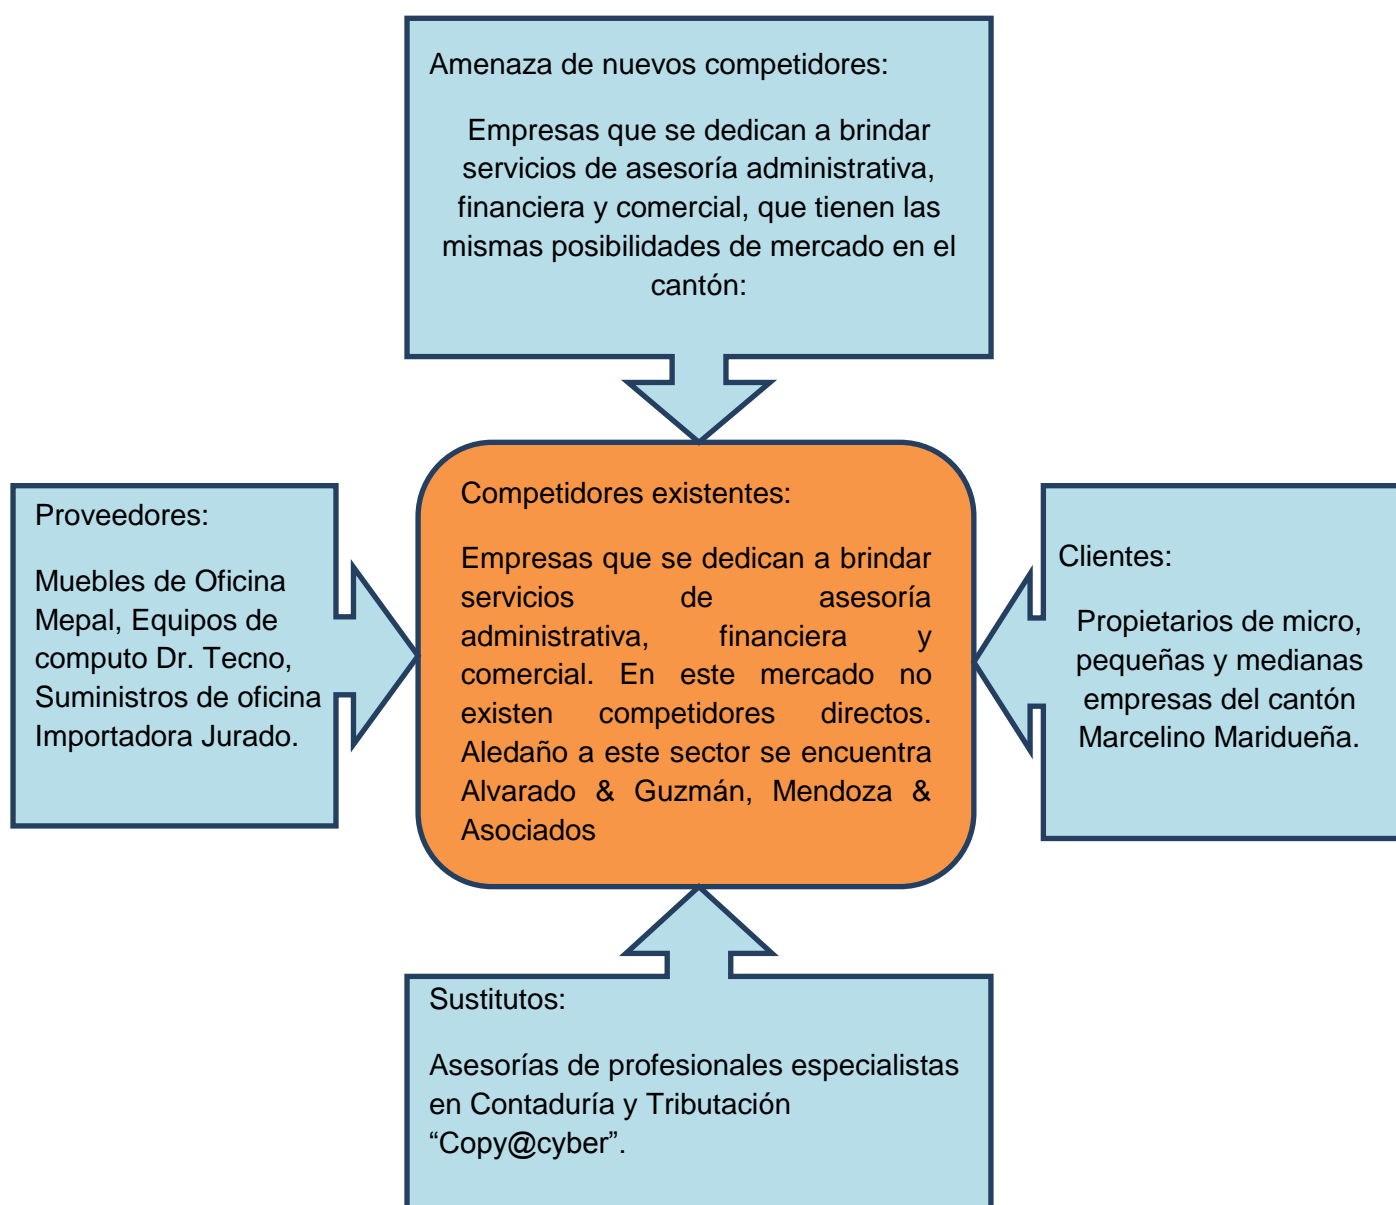 Amenaza de nuevos competidores:
Empresas que se dedican a brindar
servicios de asesoría administrativa,
financiera y comercial, que tienen las
mismas posibilidades de mercado en el
cantón:
Proveedores:
Muebles de Oficina
Mepal, Equipos de
computo Dr. Tecno,
Suministros de oficina
Importadora Jurado.
Competidores existentes:
Empresas que se dedican a brindar
servicios de asesoría
administrativa, financiera y
comercial. En este mercado no
existen competidores directos.
Aledaño a este sector se encuentra
Alvarado & Guzmán, Mendoza &
Asociados
Clientes:
Propietarios de micro,
pequeñas y medianas
empresas del cantón
Marcelino Maridueña.
Sustitutos:
Asesorías de profesionales especialistas
en Contaduría y Tributación
“Copy@cyber”.